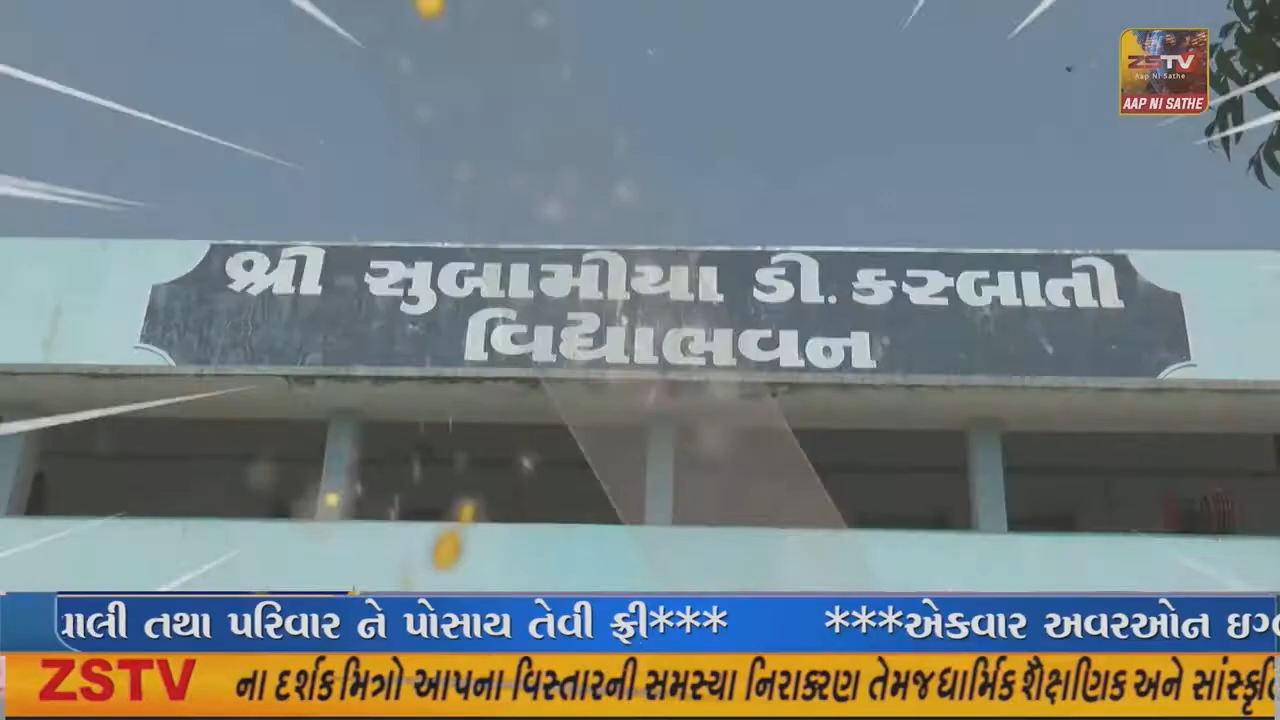 ZSTV
Aap Ni Sathe
AAP NI SATHE
શ્રી સુબામીયા ડી. કરબાતી
વિદ્યાભવન
તથા પરિવાર ને પોસાય તેવી ફ્રી*** ***એકવાર અવરઓન
ZSTV ના દર્શક મિત્રો આપના વિસ્તારની સમસ્યા નિરાકરણ તેમજ ધાર્મિક શૈક્ષણિક અને